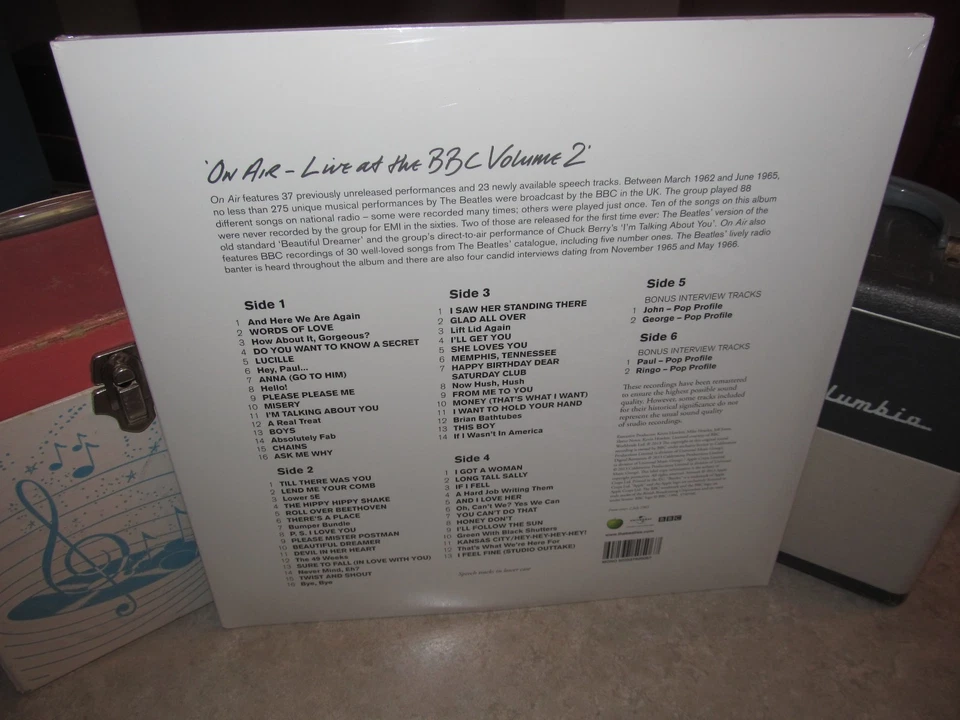 'On Air – Live at the BBC Volume 2'
On Air features 37 previously unreleased performances and 23 newly available speech tracks. Between March 1962 and June 1965,
no less than 275 unique musical performances by The Beatles were broadcast by the BBC in the UK. The group played 88
different songs on national radio – some were recorded many times; others were played just once. Ten of the songs on this album
were never recorded by the group for EMI in the sixties. Two of those are released for the first time ever: The Beatles' version of the
old standard 'Beautiful Dreamer' and the group's direct-to-air performance of Chuck Berry's 'I'm Talking About You'. On Air also
features BBC recordings of 30 well-loved songs from The Beatles' catalogue, including five number ones. The Beatles' lively radio
banter is heard throughout the album and there are also four candid interviews dating from November 1965 and May 1966.
Side 1
1 And Here We Are Again
2 WORDS OF LOVE
3 How About It, Gorgeous?
4 DO YOU WANT TO KNOW A SECRET
5 LUCILLE
6 Hey, Paul...
7 ANNA (GO TO HIM)
8 Hello!
9 PLEASE PLEASE ME
10 MISERY
11 I'M TALKING ABOUT YOU
12 A Real Treat
13 BOYS
14 Absolutely Fab
15 CHAINS
16 ASK ME WHY
Side 2
1 TILL THERE WAS YOU
2 LEND ME YOUR COMB
3 Lower 5E
4 THE HIPPY HIPPY SHAKE
5 ROLL OVER BEETHOVEN
6 THERE'S A PLACE
7 Bumper Bundle
8 P. S. I LOVE YOU
9 PLEASE MISTER POSTMAN
10 BEAUTIFUL DREAMER
11 DEVIL IN HER HEART
12 The 49 Weeks
13 SURE TO FALL (IN LOVE WITH YOU)
14 Never Mind, Eh?
15 TWIST AND SHOUT
16 Bye, Bye
Side 3
1 I SAW HER STANDING THERE
2 GLAD ALL OVER
3 Lift Lid Again
4 I'LL GET YOU
5 SHE LOVES YOU
6 MEMPHIS, TENNESSEE
7 HAPPY BIRTHDAY DEAR
SATURDAY CLUB
8 Now Hush, Hush
9 FROM ME TO YOU
10 MONEY (THAT'S WHAT I WANT)
11 I WANT TO HOLD YOUR HAND
12 Brian Bathtubes
13 THIS BOY
14 If I Wasn't In America
Side 4
1 I GOT A WOMAN
2 LONG TALL SALLY
3 IF I FELL
4 A Hard Job Writing Them
5 AND I LOVE HER
6 Oh, Can't We? Yes We Can
7 YOU CAN'T DO THAT
8 HONEY DON'T
9 I'LL FOLLOW THE SUN
10 Green With Black Shutters
11 KANSAS CITY/HEY-HEY-HEY-HEY!
12 That's What We're Here For
13 I FEEL FINE (STUDIO OUTTAKE)
Speech tracks in lower case
Side 5
BONUS INTERVIEW TRACKS
1 John – Pop Profile
2 George – Pop Profile
Side 6
BONUS INTERVIEW TRACKS
1 Paul – Pop Profile
2 Ringo – Pop Profile
These recordings have been remastered
to ensure the highest possible sound
quality. However, some tracks included
for their historical significance do not
represent the usual sound quality
of studio recordings.
BBC
lumbia